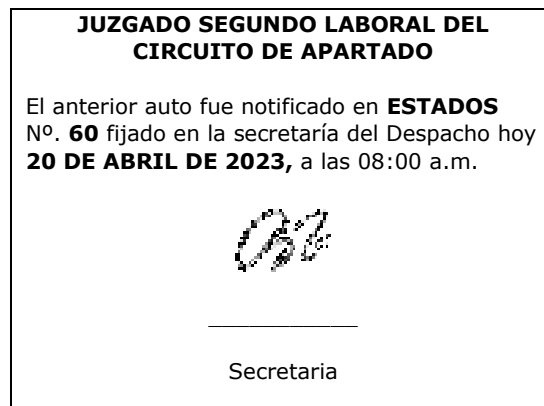 JUZGADO SEGUNDO LABORAL DEL
CIRCUITO DE APARTADO
El anterior auto fue notificado en ESTADOS
Nº. 60 fijado en la secretaría del Despacho hoy
20 DE ABRIL DE 2023, a las 08:00 a.m.
Secretaria